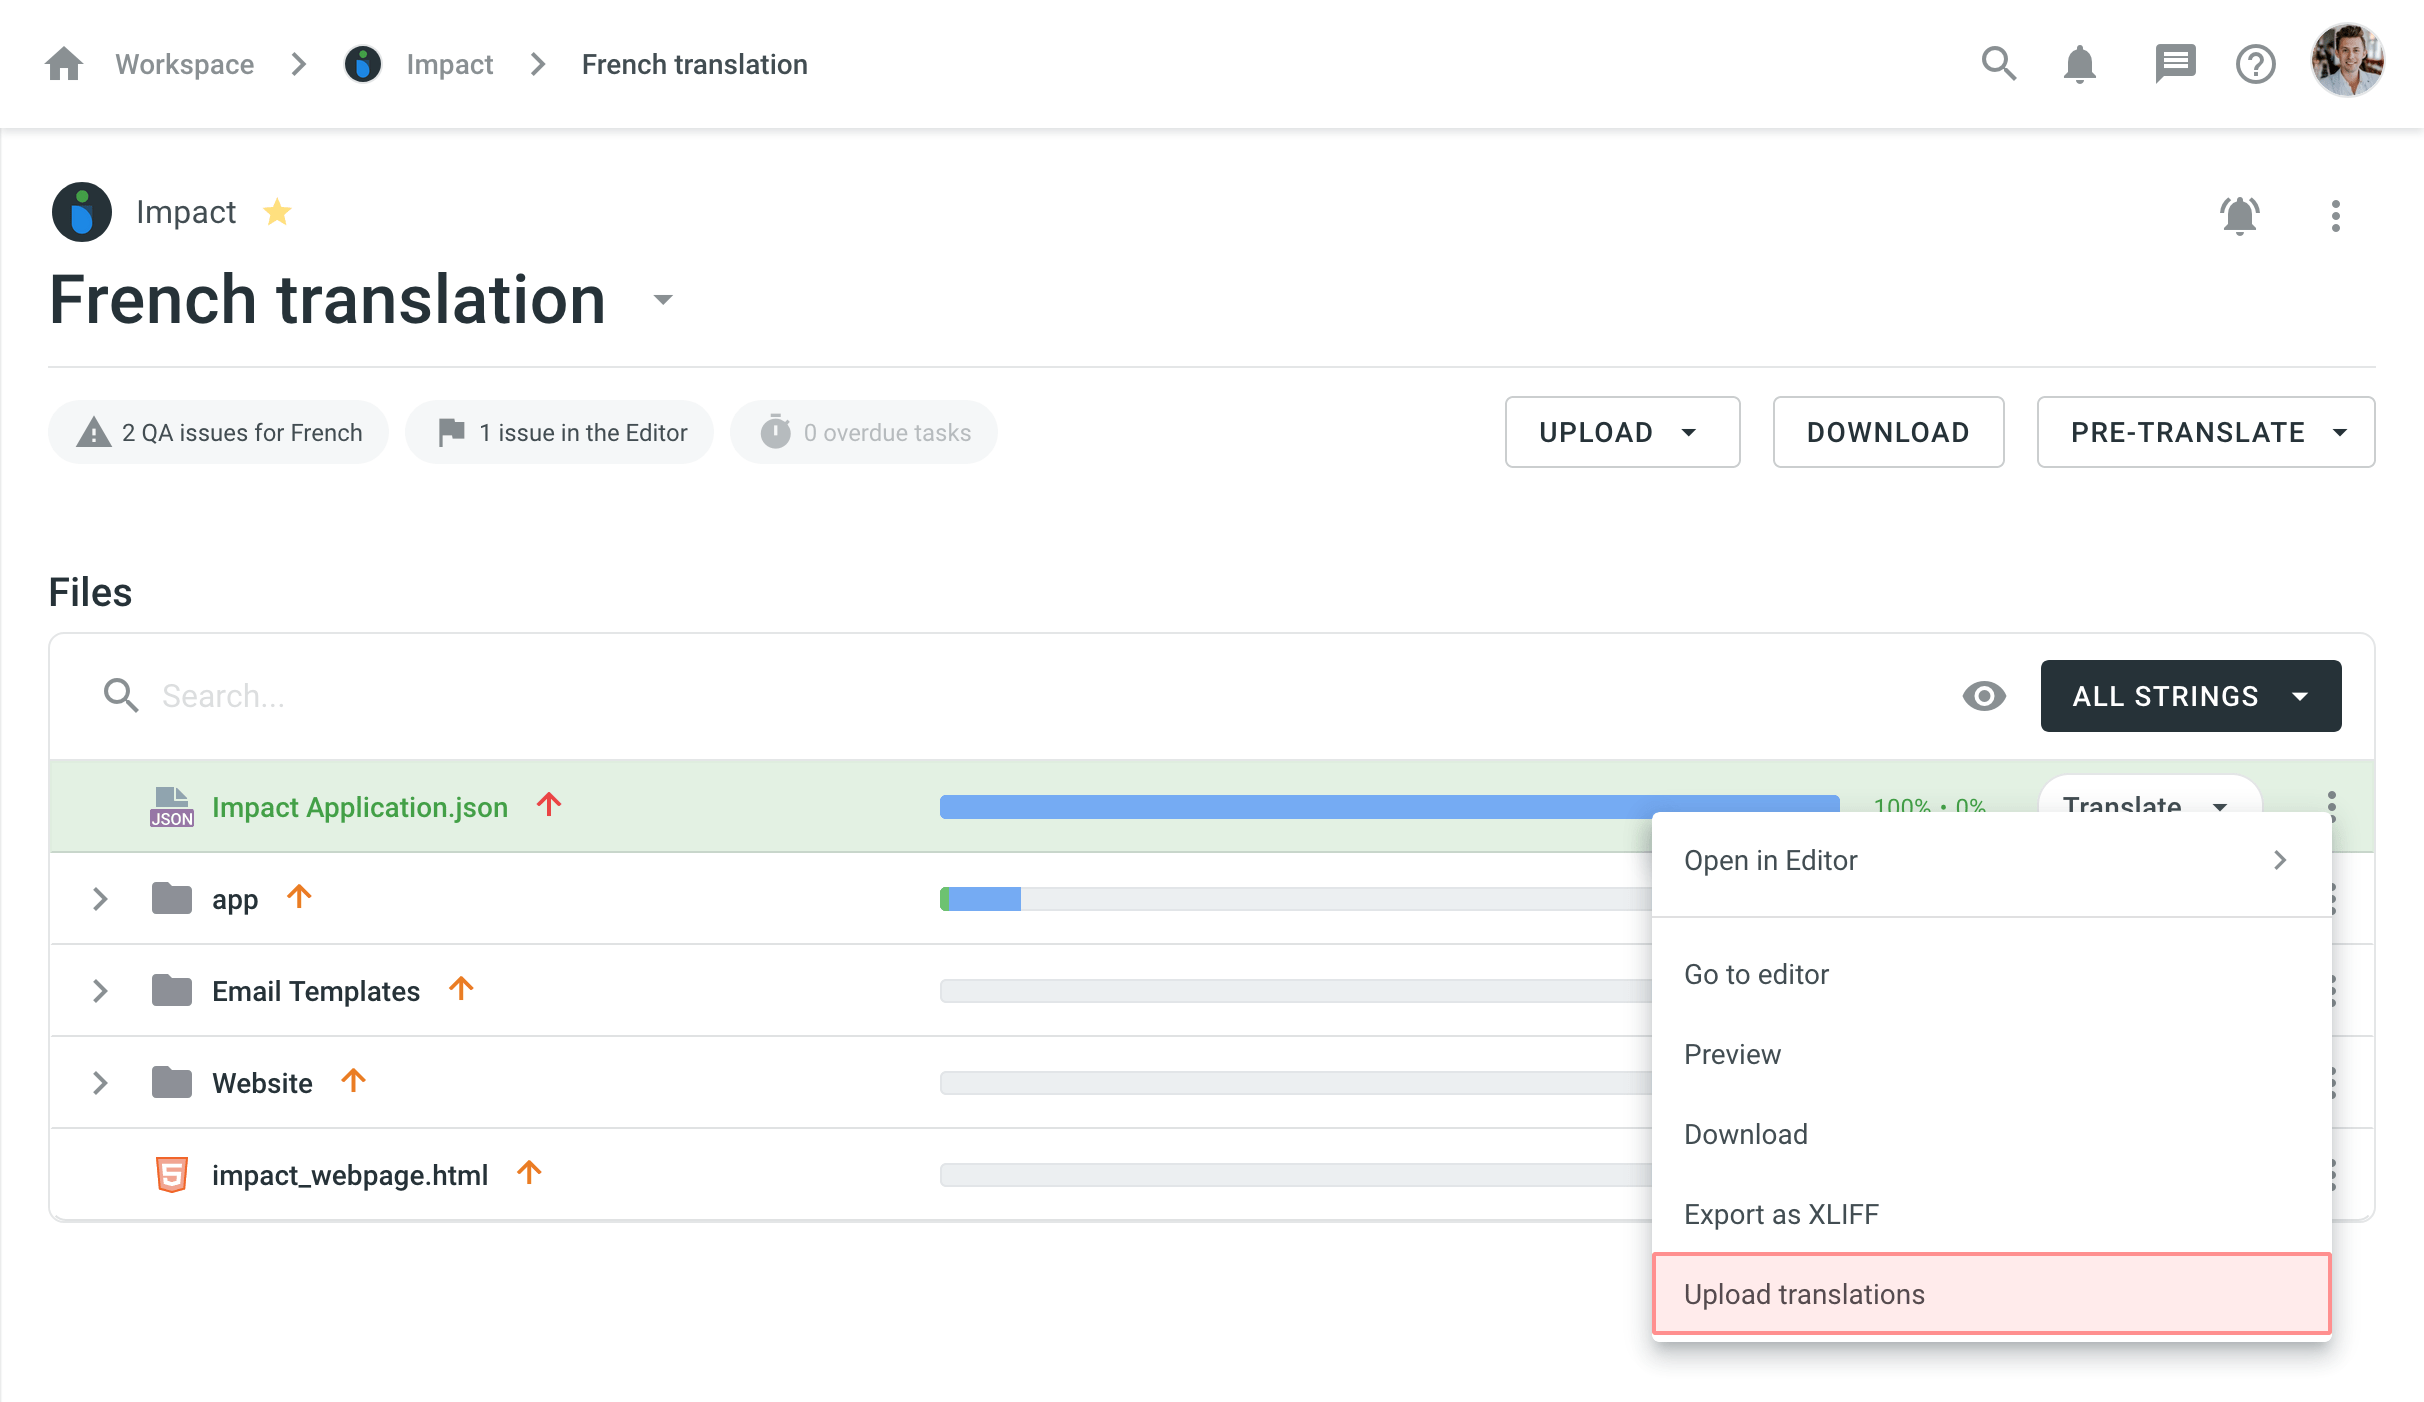 Workspace
Impact
French translation
Impact
French translation
2 QA issues for French
1 issue in the Editor
0 overdue tasks
UPLOAD
DOWNLOAD
PRE-TRANSLATE
Files
Search...
ALL STRINGS
JSON
Impact Application.json
100% • 0%
Translate
Open in Editor
app
Go to editor
Email Templates
Preview
Website
Download
impact_webpage.html
Export as XLIFF
Upload translations